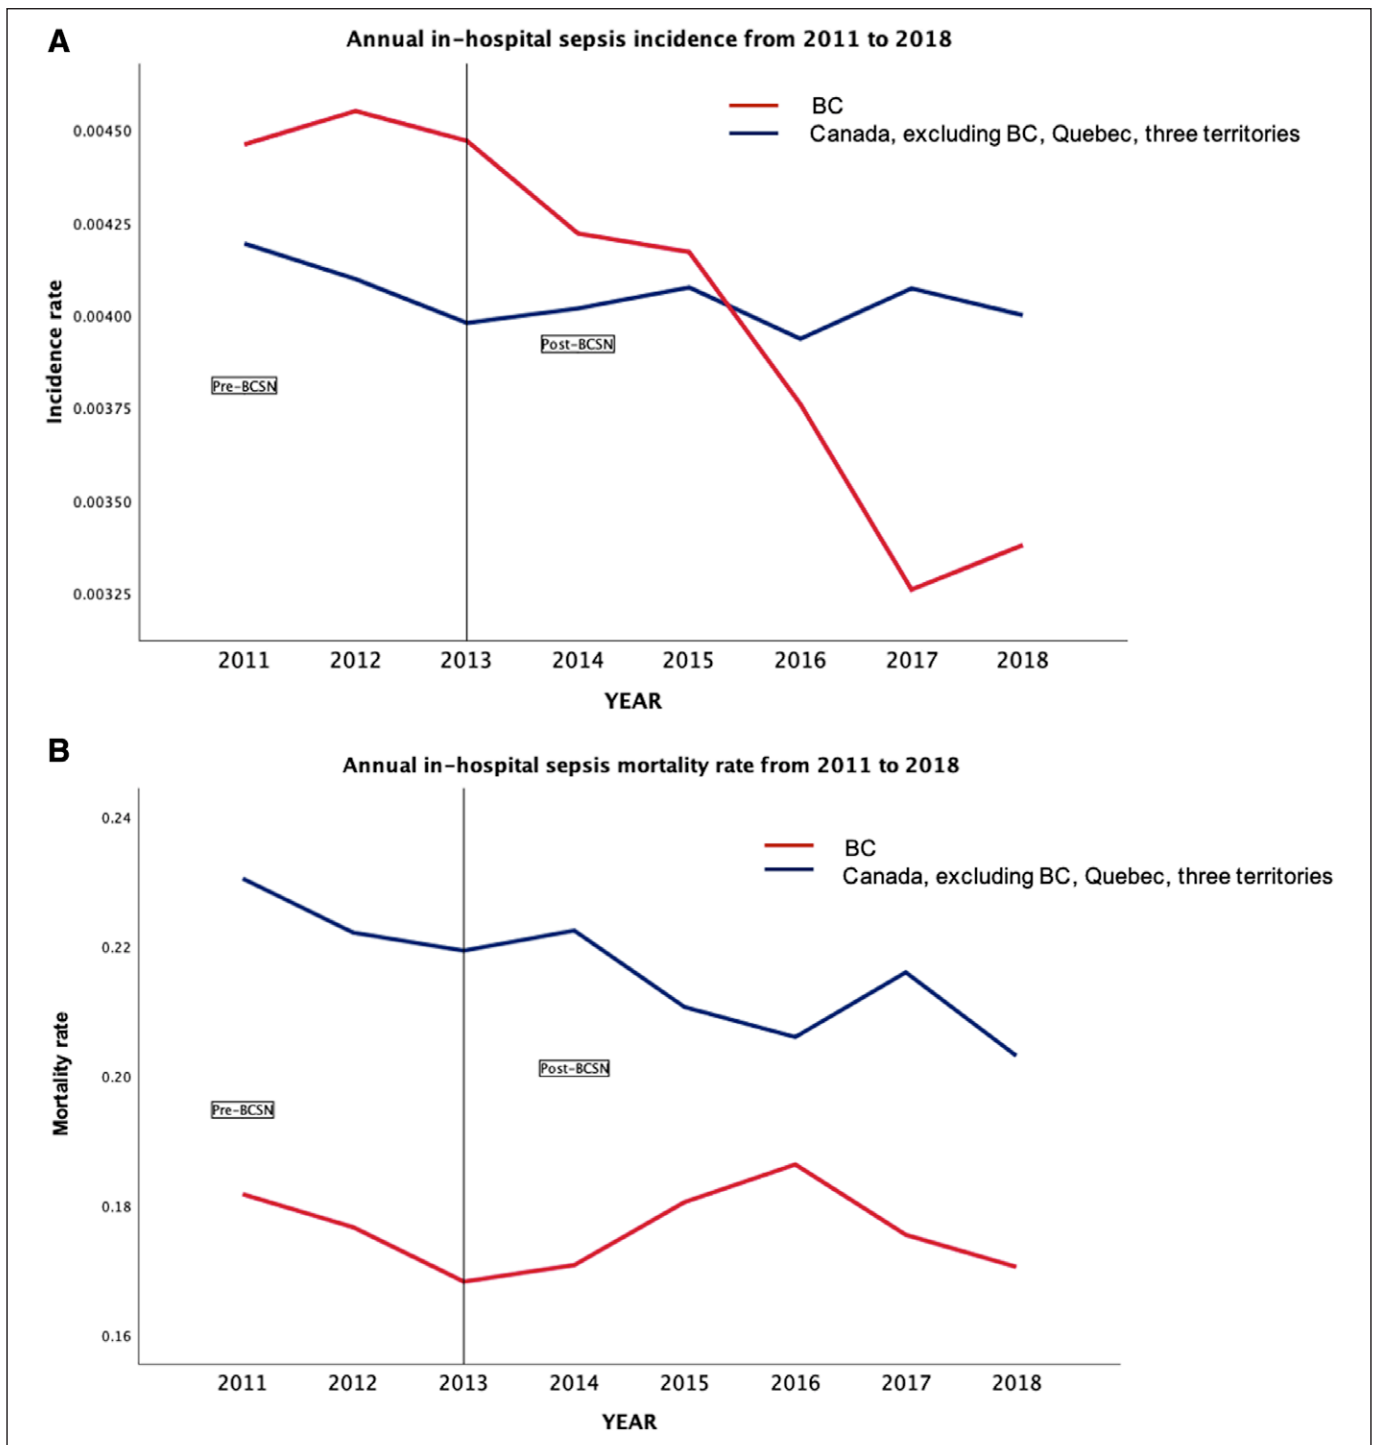 A
Annual in-hospital sepsis incidence from 2011 to 2018
BC
Canada, excluding BC, Quebec, three territories
Incidence rate
0.00450
0.00425
0.00400
0.00375
0.00350
0.00325
Pre-BCSN
Post-BCSN
2011 2012 2013 2014 2015 2016 2017 2018
YEAR
B
Annual in-hospital sepsis mortality rate from 2011 to 2018
BC
Canada, excluding BC, Quebec, three territories
Mortality rate
0.24
0.22
0.20
0.18
0.16
Pre-BCSN
Post-BCSN
2011 2012 2013 2014 2015 2016 2017 2018
YEAR